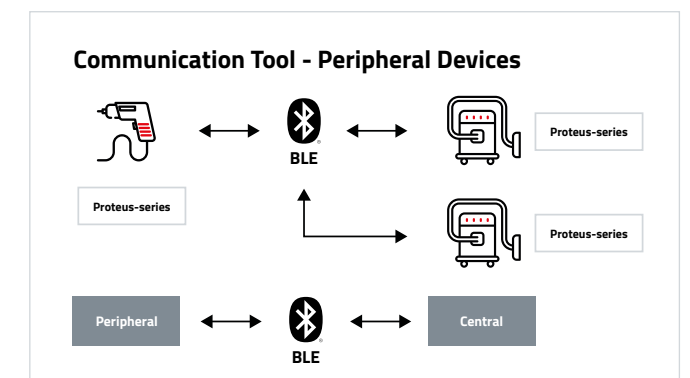 Communication Tool - Peripheral Devices
BLE
Proteus-series
Proteus-series
Proteus-series
Peripheral
Central
BLE